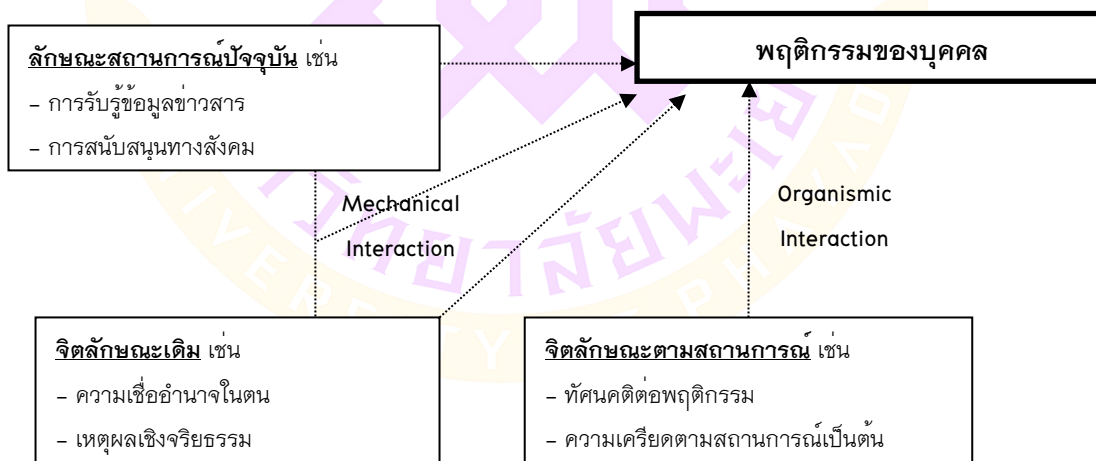 ลักษณะสถานการณ์ปัจจุบัน เช่น
- การรับรู้ข้อมูลข่าวสาร
- การสนับสนุนทางสังคม
พฤติกรรมของบุคคล
Mechanical
Interaction
Organismic
Interaction
จิตลักษณะเดิม เช่น
- ความเชื่ออำนาจในตน
- เหตุผลเชิงจริยธรรม
จิตลักษณะตามสถานการณ์ เช่น
- ทัศนคติต่อพฤติกรรม
- ความเครียดตามสถานการณ์เป็นต้น